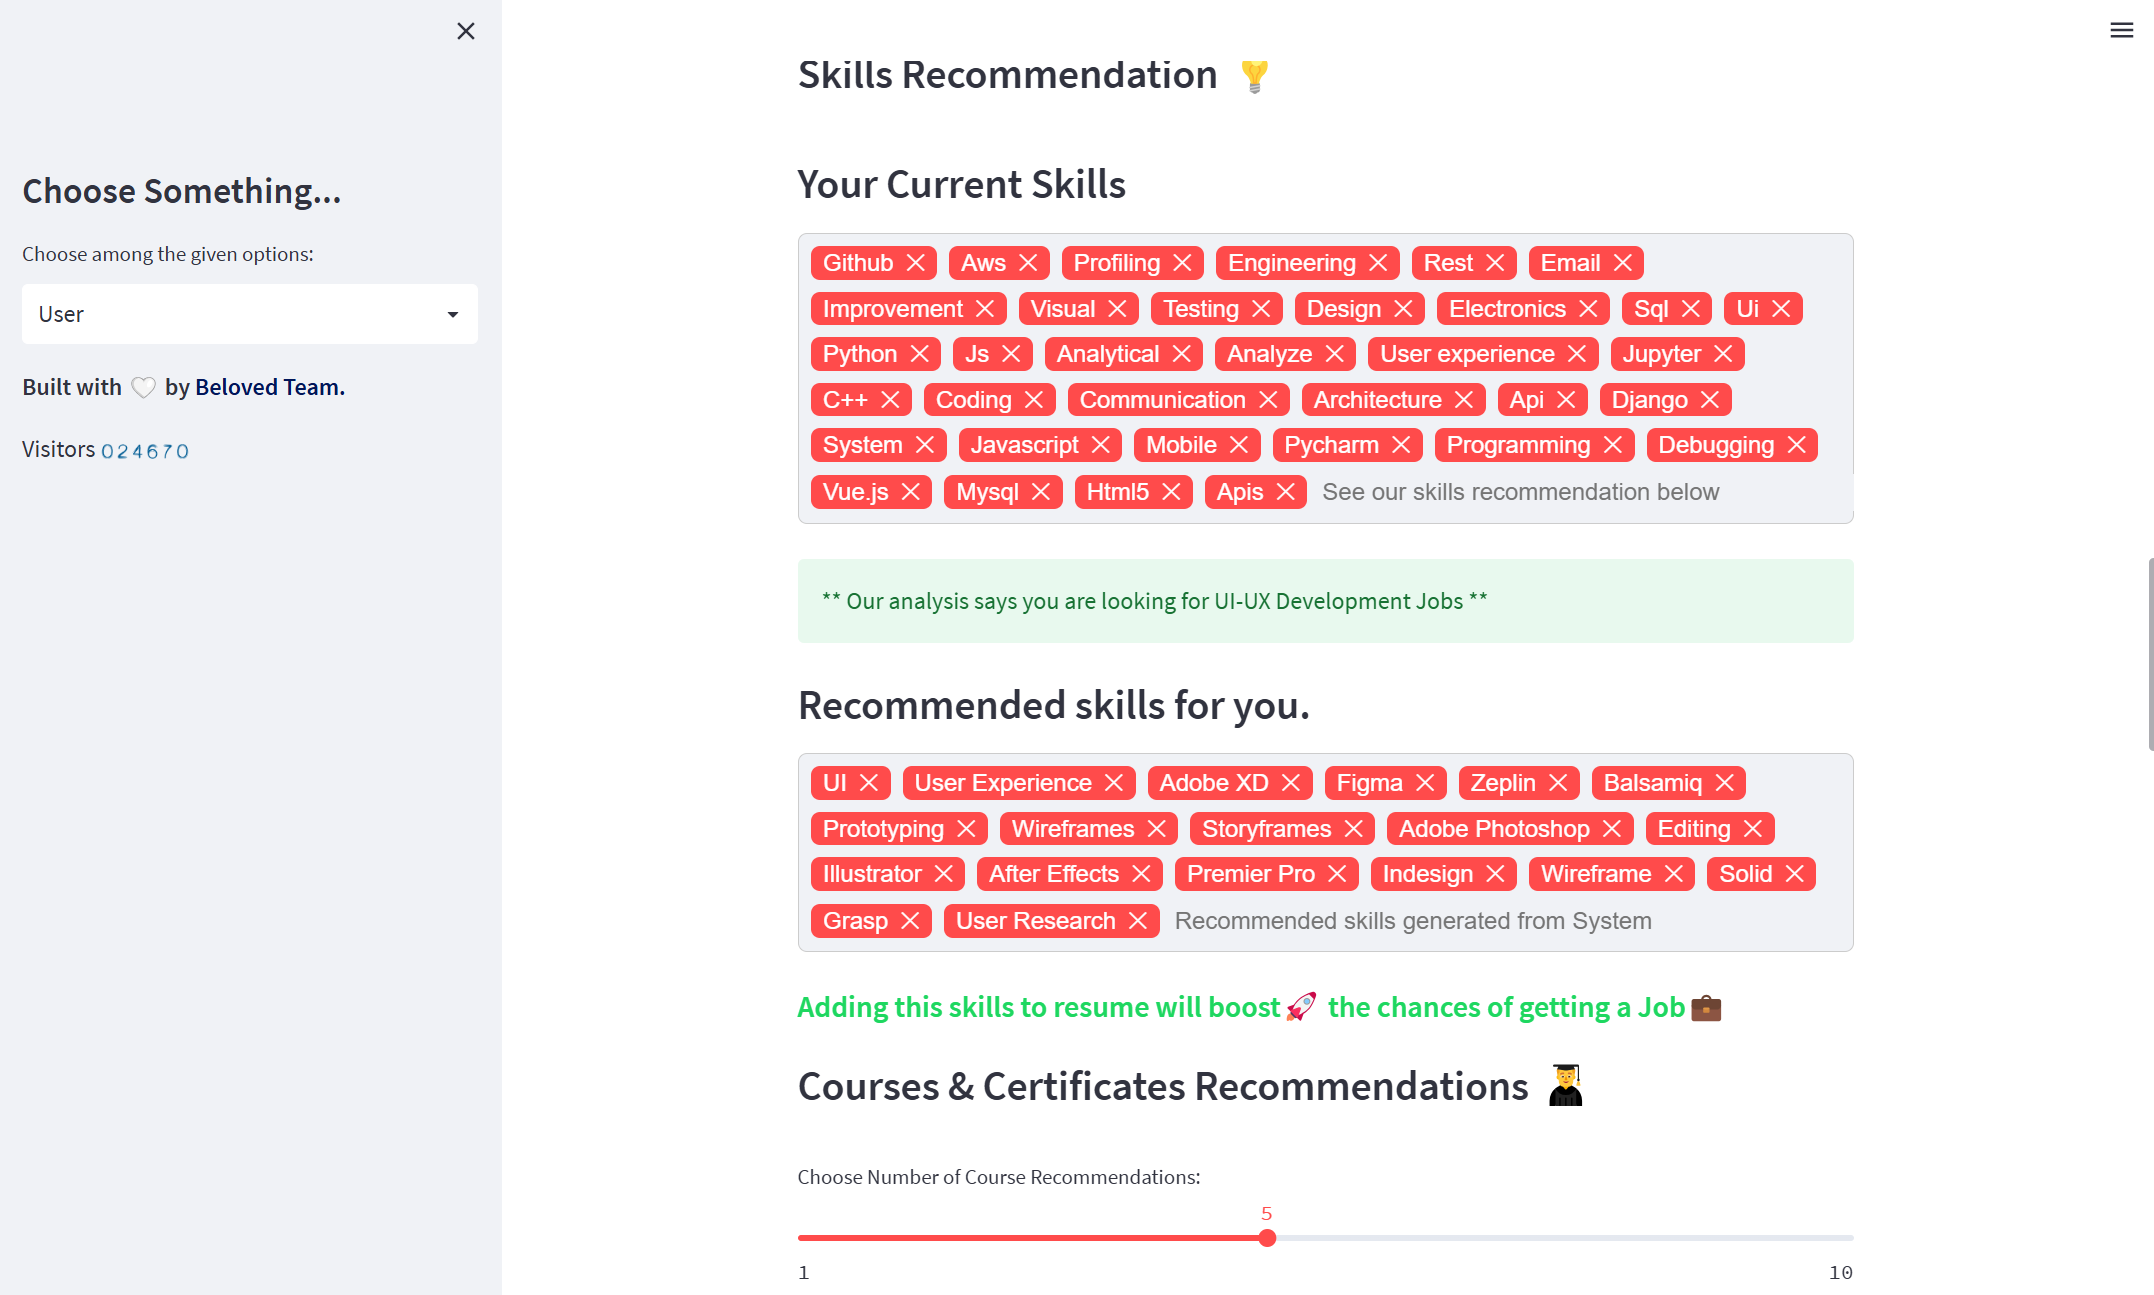 Choose Something...
Choose among the given options:
User
Built with 🤍 by Beloved Team.
Visitors 024670
Skills Recommendation 💡
Your Current Skills
Github Aws Profiling Engineering Rest Email
Improvement Visual Testing Design Electronics Sql Ui
Python Js Analytical Analyze User experience Jupyter
C++ Coding Communication Architecture Api Django
System Javascript Mobile Pycharm Programming Debugging
Vue.js Mysql Html5 Apis See our skills recommendation below
** Our analysis says you are looking for UI-UX Development Jobs **
Recommended skills for you.
UI User Experience Adobe XD Figma Zeplin Balsamiq
Prototyping Wireframes Storyframes Adobe Photoshop Editing
Illustrator After Effects Premier Pro Indesign Wireframe Solid
Grasp User Research Recommended skills generated from System
Adding this skills to resume will boost🚀 the chances of getting a Job💼
Courses & Certificates Recommendations 👨‍🎓
Choose Number of Course Recommendations:
5
1 10